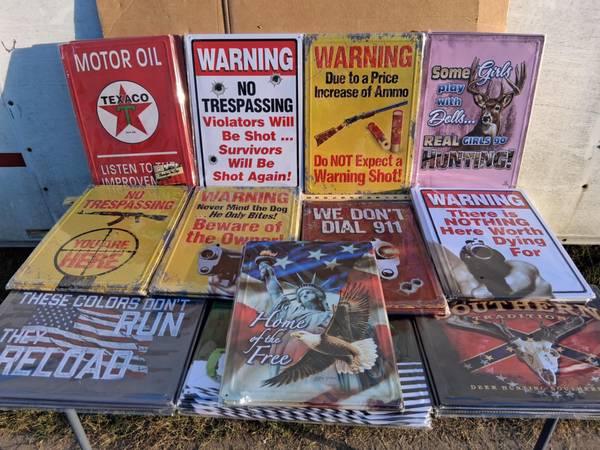 MOTOR OIL
TEXACO
T
LISTEN TO
IMPROVEM
WARNING
NO
TRESPASSING
Violators Will
Be Shot ...
Survivors
Will Be
Shot Again!
WARNING
Due to a Price
Increase of Ammo
Do NOT Expect a
Warning Shot!
Some Girls
play
with
Dolls...
REAL GIRLS GO
HUNTING!
NO
TRESPASSING
YOU ARE
HERE
WARNING
Never Mind the Dog
He Only Bites!
Beware of
the Owner!
WE DON'T
DIAL 911
WARNING
There is
NOTHING
Here Worth
Dying
For
THESE COLORS DON'T
RUN
THEY
RELOAD
Home
of the
Free
SOUTHERN
TRADITION
DEER HUNTING SOUTHERN